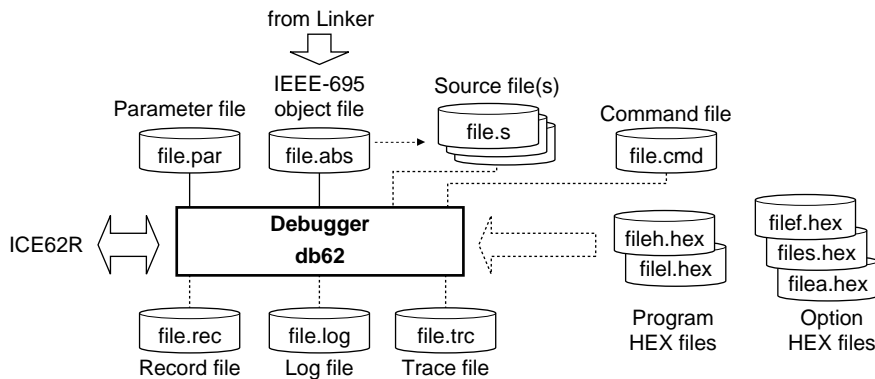 from Linker
IEEE-695
object file
Source file(s)
Parameter file
Command file
file.par
file.abs
file.s
file.cmd
ICE62R
Debugger
db62
fileh.hex
filel.hex
filef.hex
files.hex
filea.hex
file.rec
file.log
file.trc
Record file
Log file
Trace file
Program
HEX files
Option
HEX files